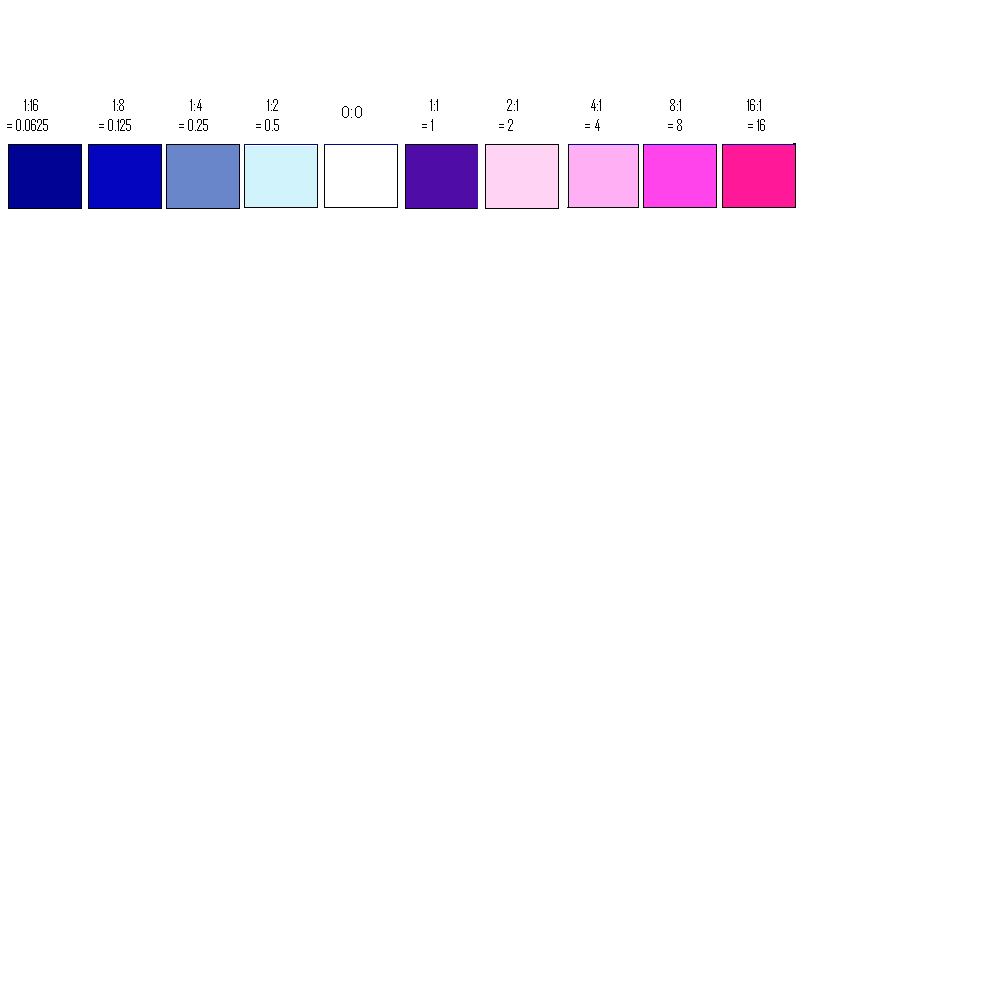 1:16 1:8 1:4 1:2 0:0 1:1 2:1 4:1 8:1 16:1
= 0.0625 = 0.125 = 0.25 = 0.5 = 1 = 2 = 4 = 8 = 16